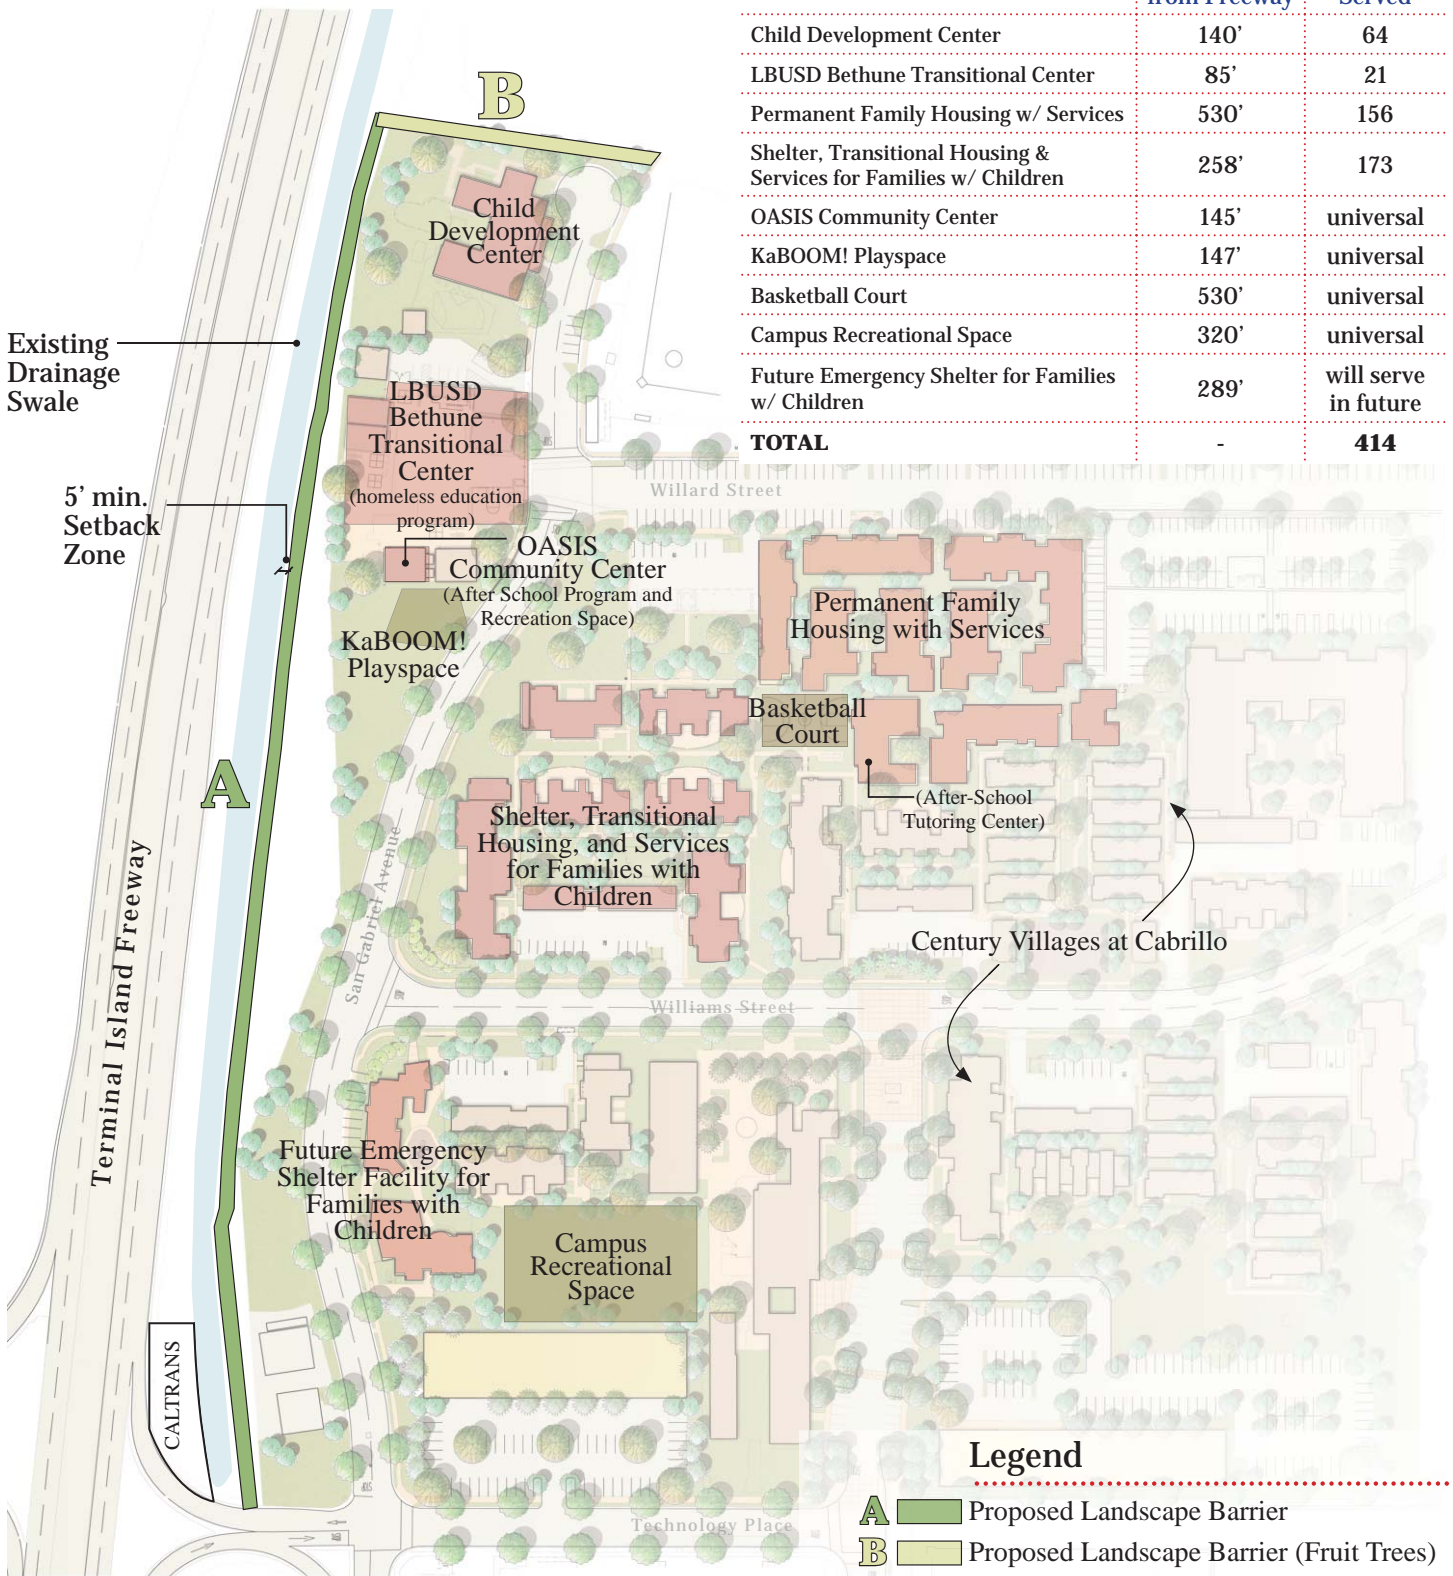 from Freeway Served
Child Development Center 140’ 64
LBUSD Bethune Transitional Center 85’ 21
Permanent Family Housing w/ Services 530’ 156
Shelter, Transitional Housing &
Services for Families w/ Children 258’ 173
OASIS Community Center 145’ universal
KaBOOM! Playspace 147’ universal
Basketball Court 530’ universal
Campus Recreational Space 320’ universal
Future Emergency Shelter for Families
w/ Children 289’ will serve
in future
TOTAL - 414
B
Child
Development
Center
Existing
Drainage
Swale
LBUSD
Bethune
Transitional
Center
(homeless education
program)
Willard Street
5’ min.
Setback
Zone
OASIS
Community Center
(After School Program and
Recreation Space)
KaBOOM!
Playspace
Permanent Family
Housing with Services
Basketball
Court
(After-School
Tutoring Center)
A
Shelter, Transitional
Housing, and Services
for Families with
Children
San Gabriel Avenue
Terminal Island Freeway
Century Villages at Cabrillo
Williams Street
Future Emergency
Shelter Facility for
Families with
Children
Campus
Recreational
Space
CALTRANS
Technology Place
Legend
A Proposed Landscape Barrier
B Proposed Landscape Barrier (Fruit Trees)